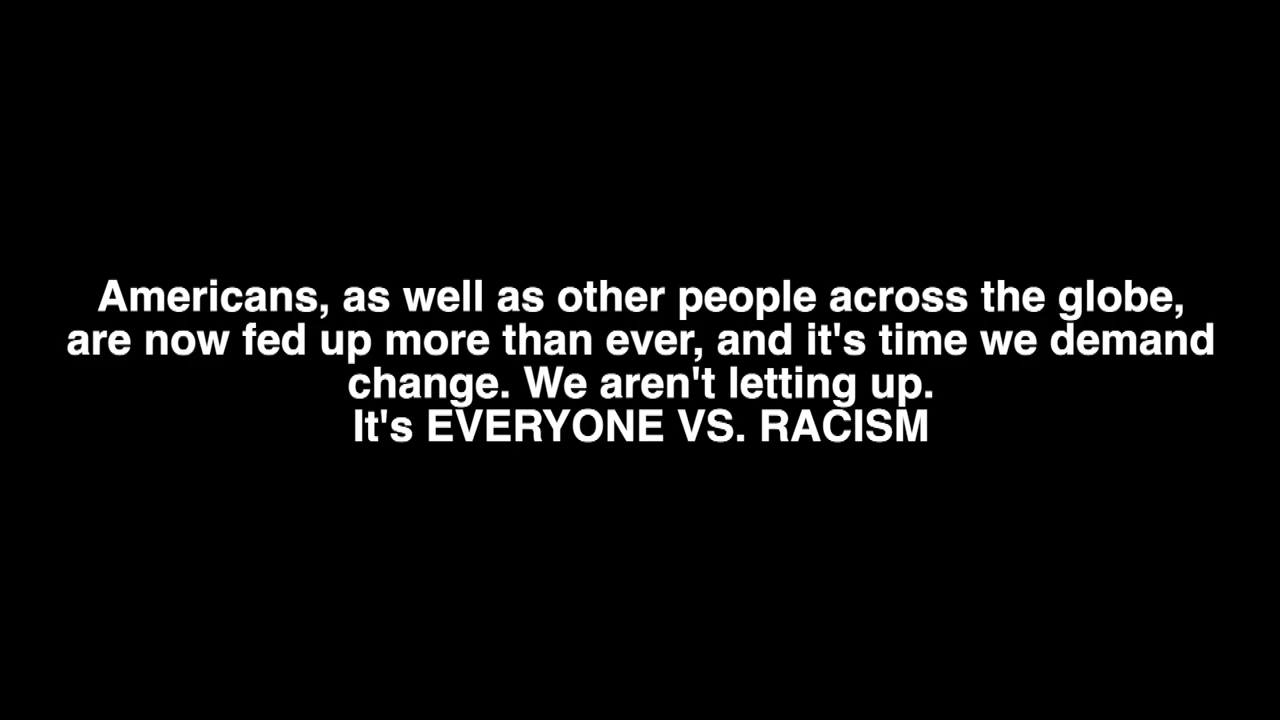 Americans, as well as other people across the globe,
are now fed up more than ever, and it's time we demand
change. We aren't letting up.
It's EVERYONE VS. RACISM